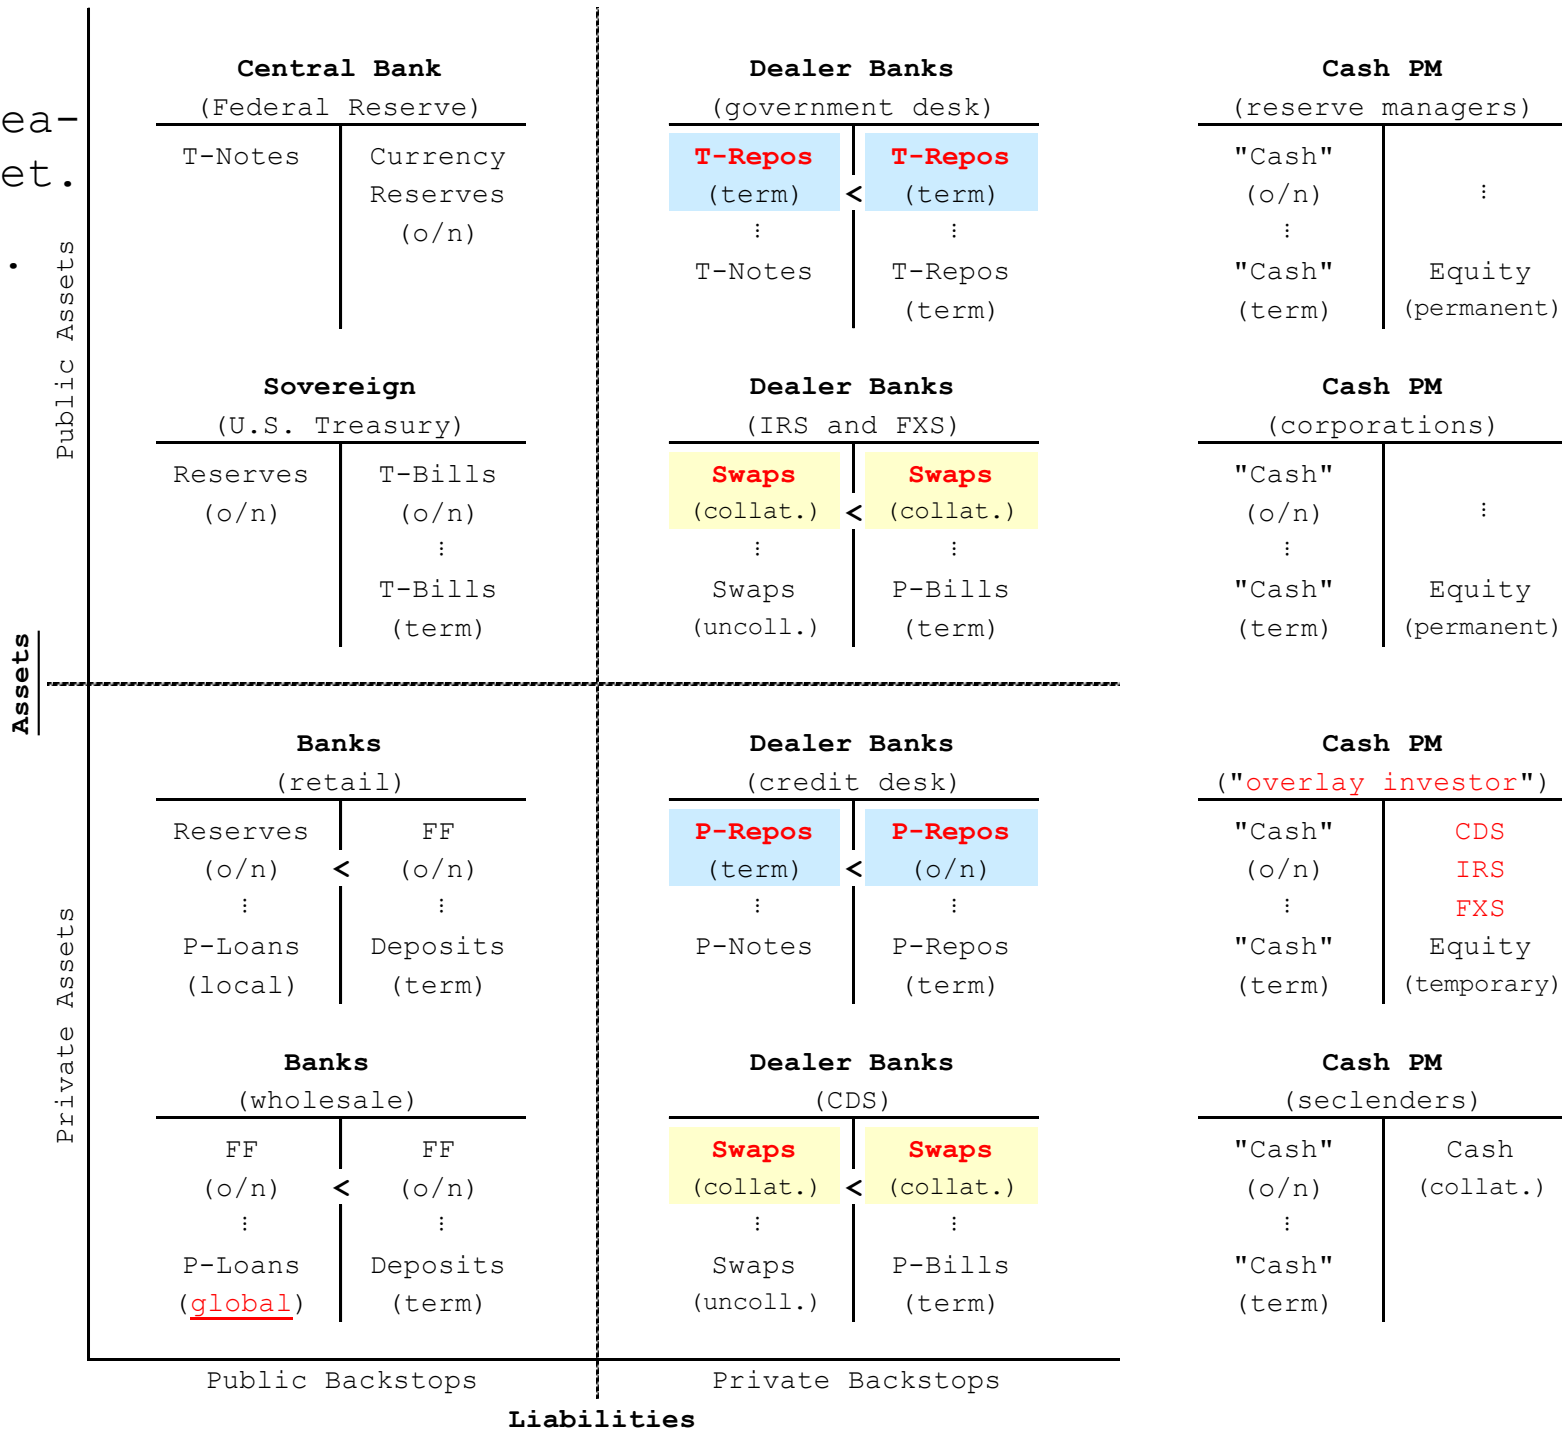 ea-
et.
.
Public Assets
Assets
Private Assets
Central Bank
(Federal Reserve)
T-Notes
Currency
Reserves
(o/n)
Dealer Banks
(government desk)
T-Repos T-Repos
(term) < (term)
⋮ ⋮
T-Notes T-Repos
(term)
Cash PM
(reserve managers)
"Cash"
(o/n) ⋮
⋮
"Cash" Equity
(term) (permanent)
Sovereign
(U.S. Treasury)
Reserves T-Bills
(o/n) (o/n)
⋮
T-Bills
(term)
Dealer Banks
(IRS and FXS)
Swaps Swaps
(collat.) < (collat.)
⋮ ⋮
Swaps P-Bills
(uncoll.) (term)
Cash PM
(corporations)
"Cash"
(o/n) ⋮
⋮
"Cash" Equity
(term) (permanent)
Banks
(retail)
Reserves FF
(o/n) < (o/n)
⋮ ⋮
P-Loans Deposits
(local) (term)
Dealer Banks
(credit desk)
P-Repos P-Repos
(term) < (o/n)
⋮ ⋮
P-Notes P-Repos
(term)
Cash PM
("overlay investor")
"Cash" CDS
(o/n) IRS
⋮ FXS
"Cash" Equity
(term) (temporary)
Banks
(wholesale)
FF FF
(o/n) < (o/n)
⋮ ⋮
P-Loans Deposits
(global) (term)
Dealer Banks
(CDS)
Swaps Swaps
(collat.) < (collat.)
⋮ ⋮
Swaps P-Bills
(uncoll.) (term)
Cash PM
(seclenders)
"Cash" Cash
(o/n) (collat.)
⋮
"Cash"
(term)
Public Backstops
Private Backstops
Liabilities